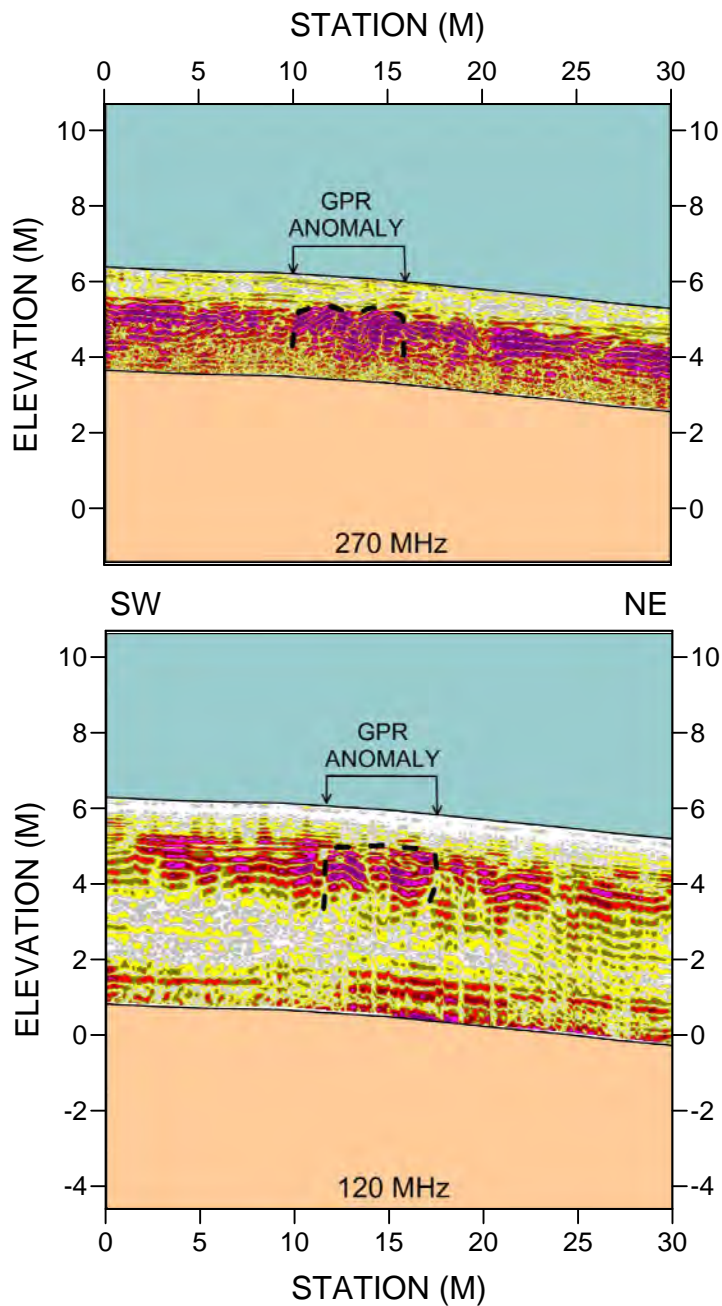 STATION (M)
0 5 10 15 20 25 30
10 10
8 8
6 6
4 4
2 2
0 0
ELEVATION (M)
GPR
ANOMALY
270 MHz
SW NE
10 10
8 8
6 6
4 4
2 2
0 0
-2 -2
-4 -4
ELEVATION (M)
GPR
ANOMALY
120 MHz
0 5 10 15 20 25 30
STATION (M)